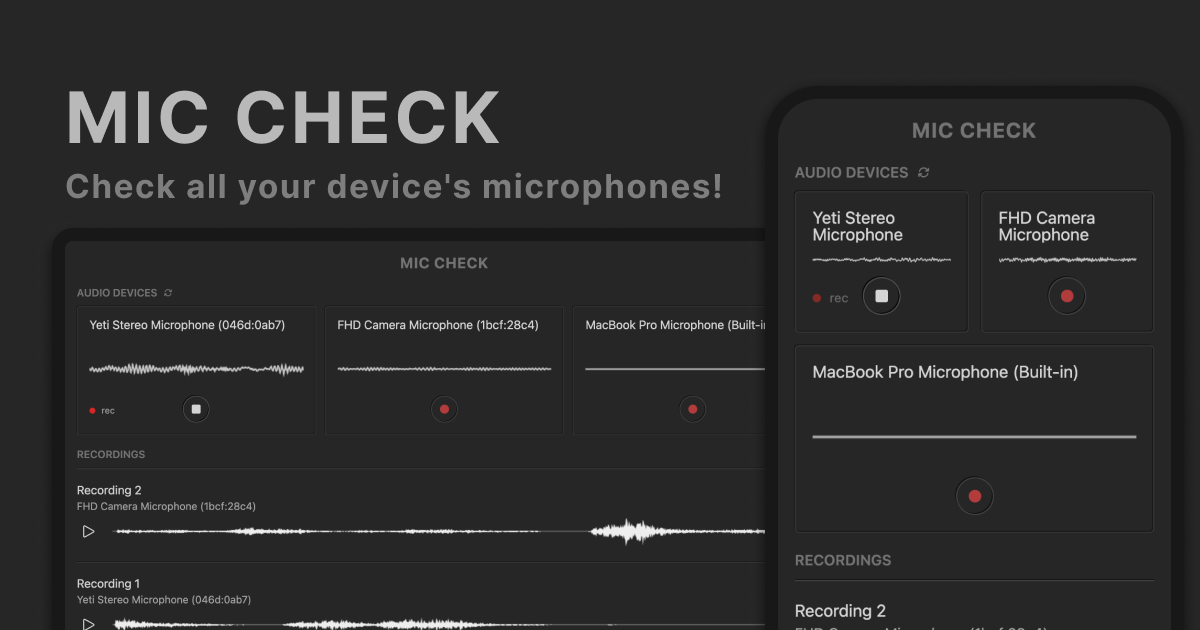 MIC CHECK
Check all your device's microphones!
MIC CHECK
AUDIO DEVICES
Yeti Stereo Microphone (046d:0ab7)
FHD Camera Microphone (1bcf:28c4)
MacBook Pro Microphone (Built-i
rec
RECORDINGS
Recording 2
FHD Camera Microphone (1bcf:28c4)
Recording 1
Yeti Stereo Microphone (046d:0ab7)
MIC CHECK
AUDIO DEVICES
Yeti Stereo
Microphone
FHD Camera
Microphone
rec
MacBook Pro Microphone (Built-in)
RECORDINGS
Recording 2